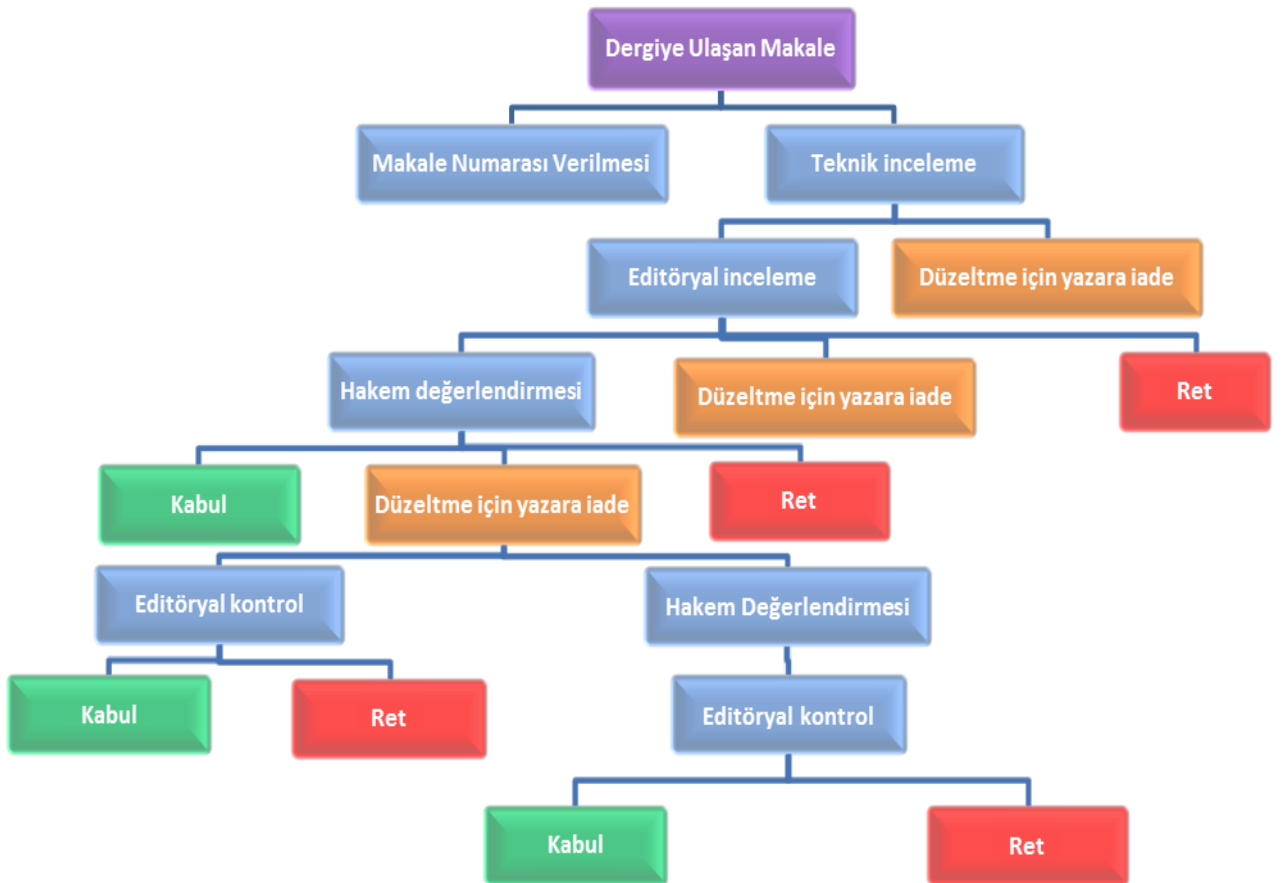 Dergiye Ulaşan Makale
Makale Numarası Verilmesi
Teknik inceleme
Editöryal inceleme
Düzeltme için yazara iade
Hakem değerlendirmesi
Düzeltme için yazara iade
Ret
Kabul
Düzeltme için yazara iade
Ret
Editöryal kontrol
Hakem Değerlendirmesi
Kabul
Ret
Editöryal kontrol
Kabul
Ret